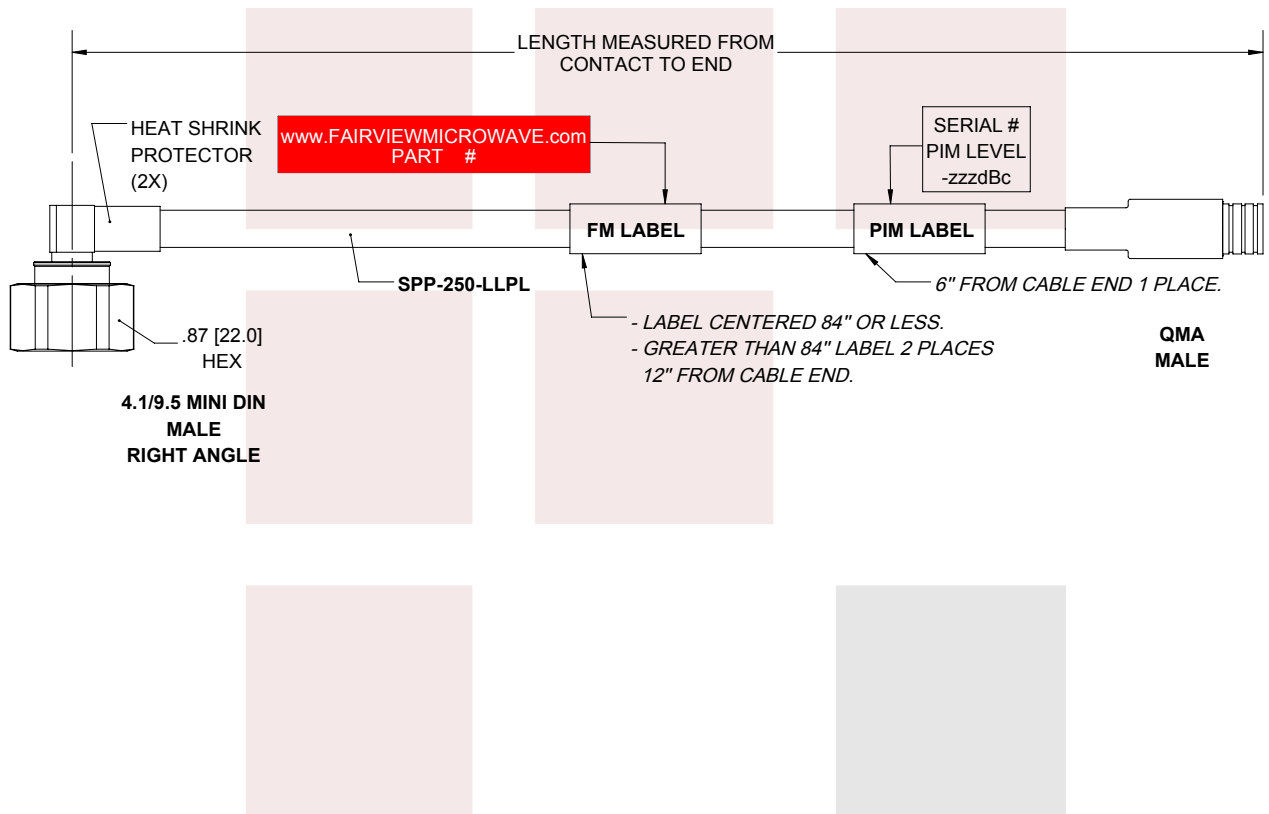 LENGTH MEASURED FROM
CONTACT TO END
HEAT SHRINK
PROTECTOR
(2X)
www.FAIRVIEWMICROWAVE.com
PART #
SERIAL #
PIM LEVEL
-zzzdBc
FM LABEL
PIM LABEL
SPP-250-LLPL
6" FROM CABLE END 1 PLACE.
- LABEL CENTERED 84" OR LESS.
- GREATER THAN 84" LABEL 2 PLACES
12" FROM CABLE END.
.87 [22.0]
HEX
QMA
MALE
4.1/9.5 MINI DIN
MALE
RIGHT ANGLE